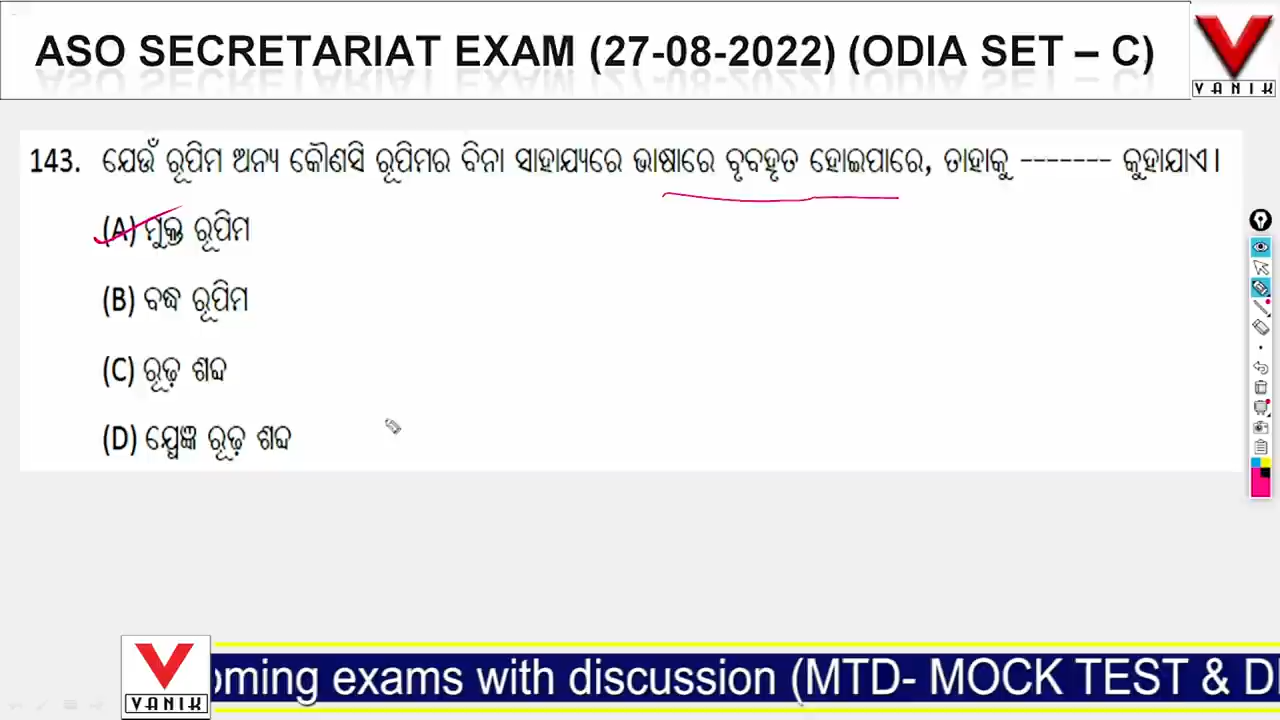 ASO SECRETARIAT EXAM (27-08-2022) (ODIA SET – C)
VANIK
143. ଯେଉଁ ରୂପିମ ଅନ୍ୟ କୌଣସି ରୂପିମର ବିନା ସାହାଯ୍ୟରେ ଭାଷାରେ ବୃବହୃତ ହୋଇପାରେ, ତାହାକୁ ------- କୁହାଯାଏ।
(A) ମୁକ୍ତ ରୂପିମ
(B) ବଦ୍ଧ ରୂପିମ
(C) ରୂଢ଼ ଶବ୍ଦ
(D) ରୂଢ଼ ଶବ୍ଦ
oming exams with discussion (MTD- MOCK TEST & D
VANIK